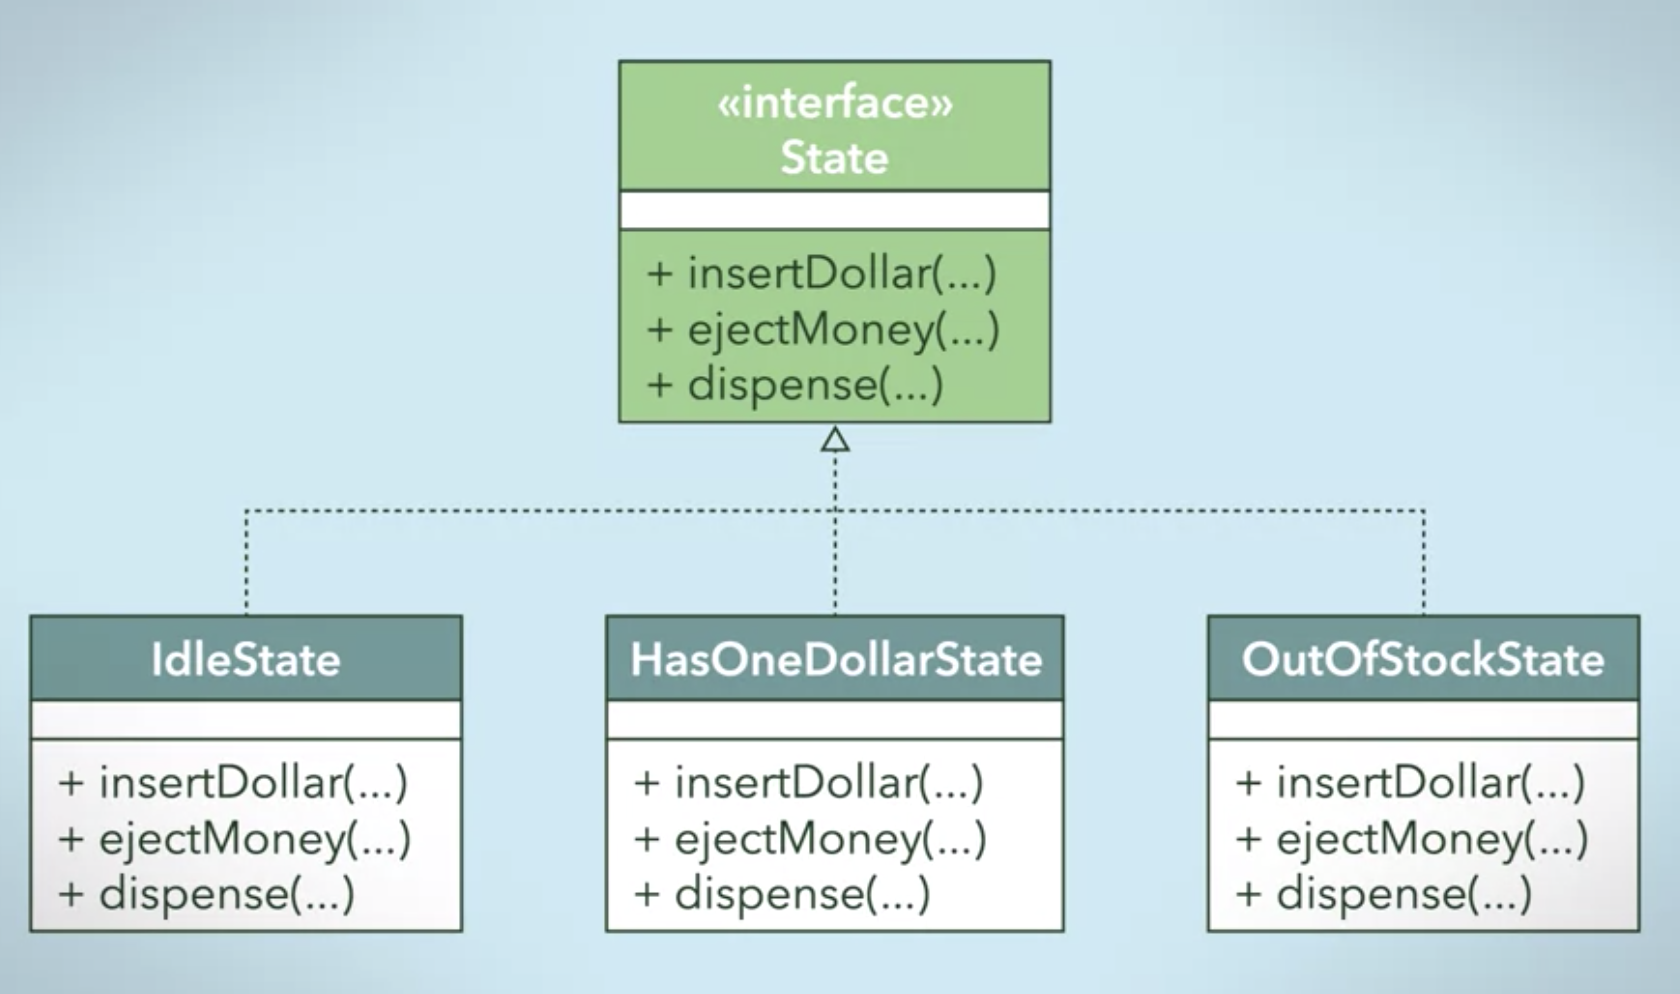 «interface»
State
+ insertDollar(...)
+ ejectMoney(...)
+ dispense(...)
IdleState
+ insertDollar(...)
+ ejectMoney(...)
+ dispense(...)
HasOneDollarState
+ insertDollar(...)
+ ejectMoney(...)
+ dispense(...)
OutOfStockState
+ insertDollar(...)
+ ejectMoney(...)
+ dispense(...)